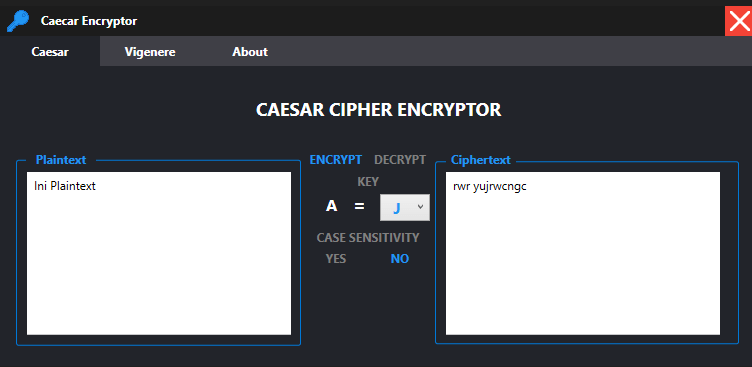 Caecar Encryptor
Caesar Vigenere About
CAESAR CIPHER ENCRYPTOR
Plaintext
Ini Plaintext
ENCRYPT DECRYPT
KEY
A = J
CASE SENSITIVITY
YES NO
Ciphertext
rwr yujrwcngc